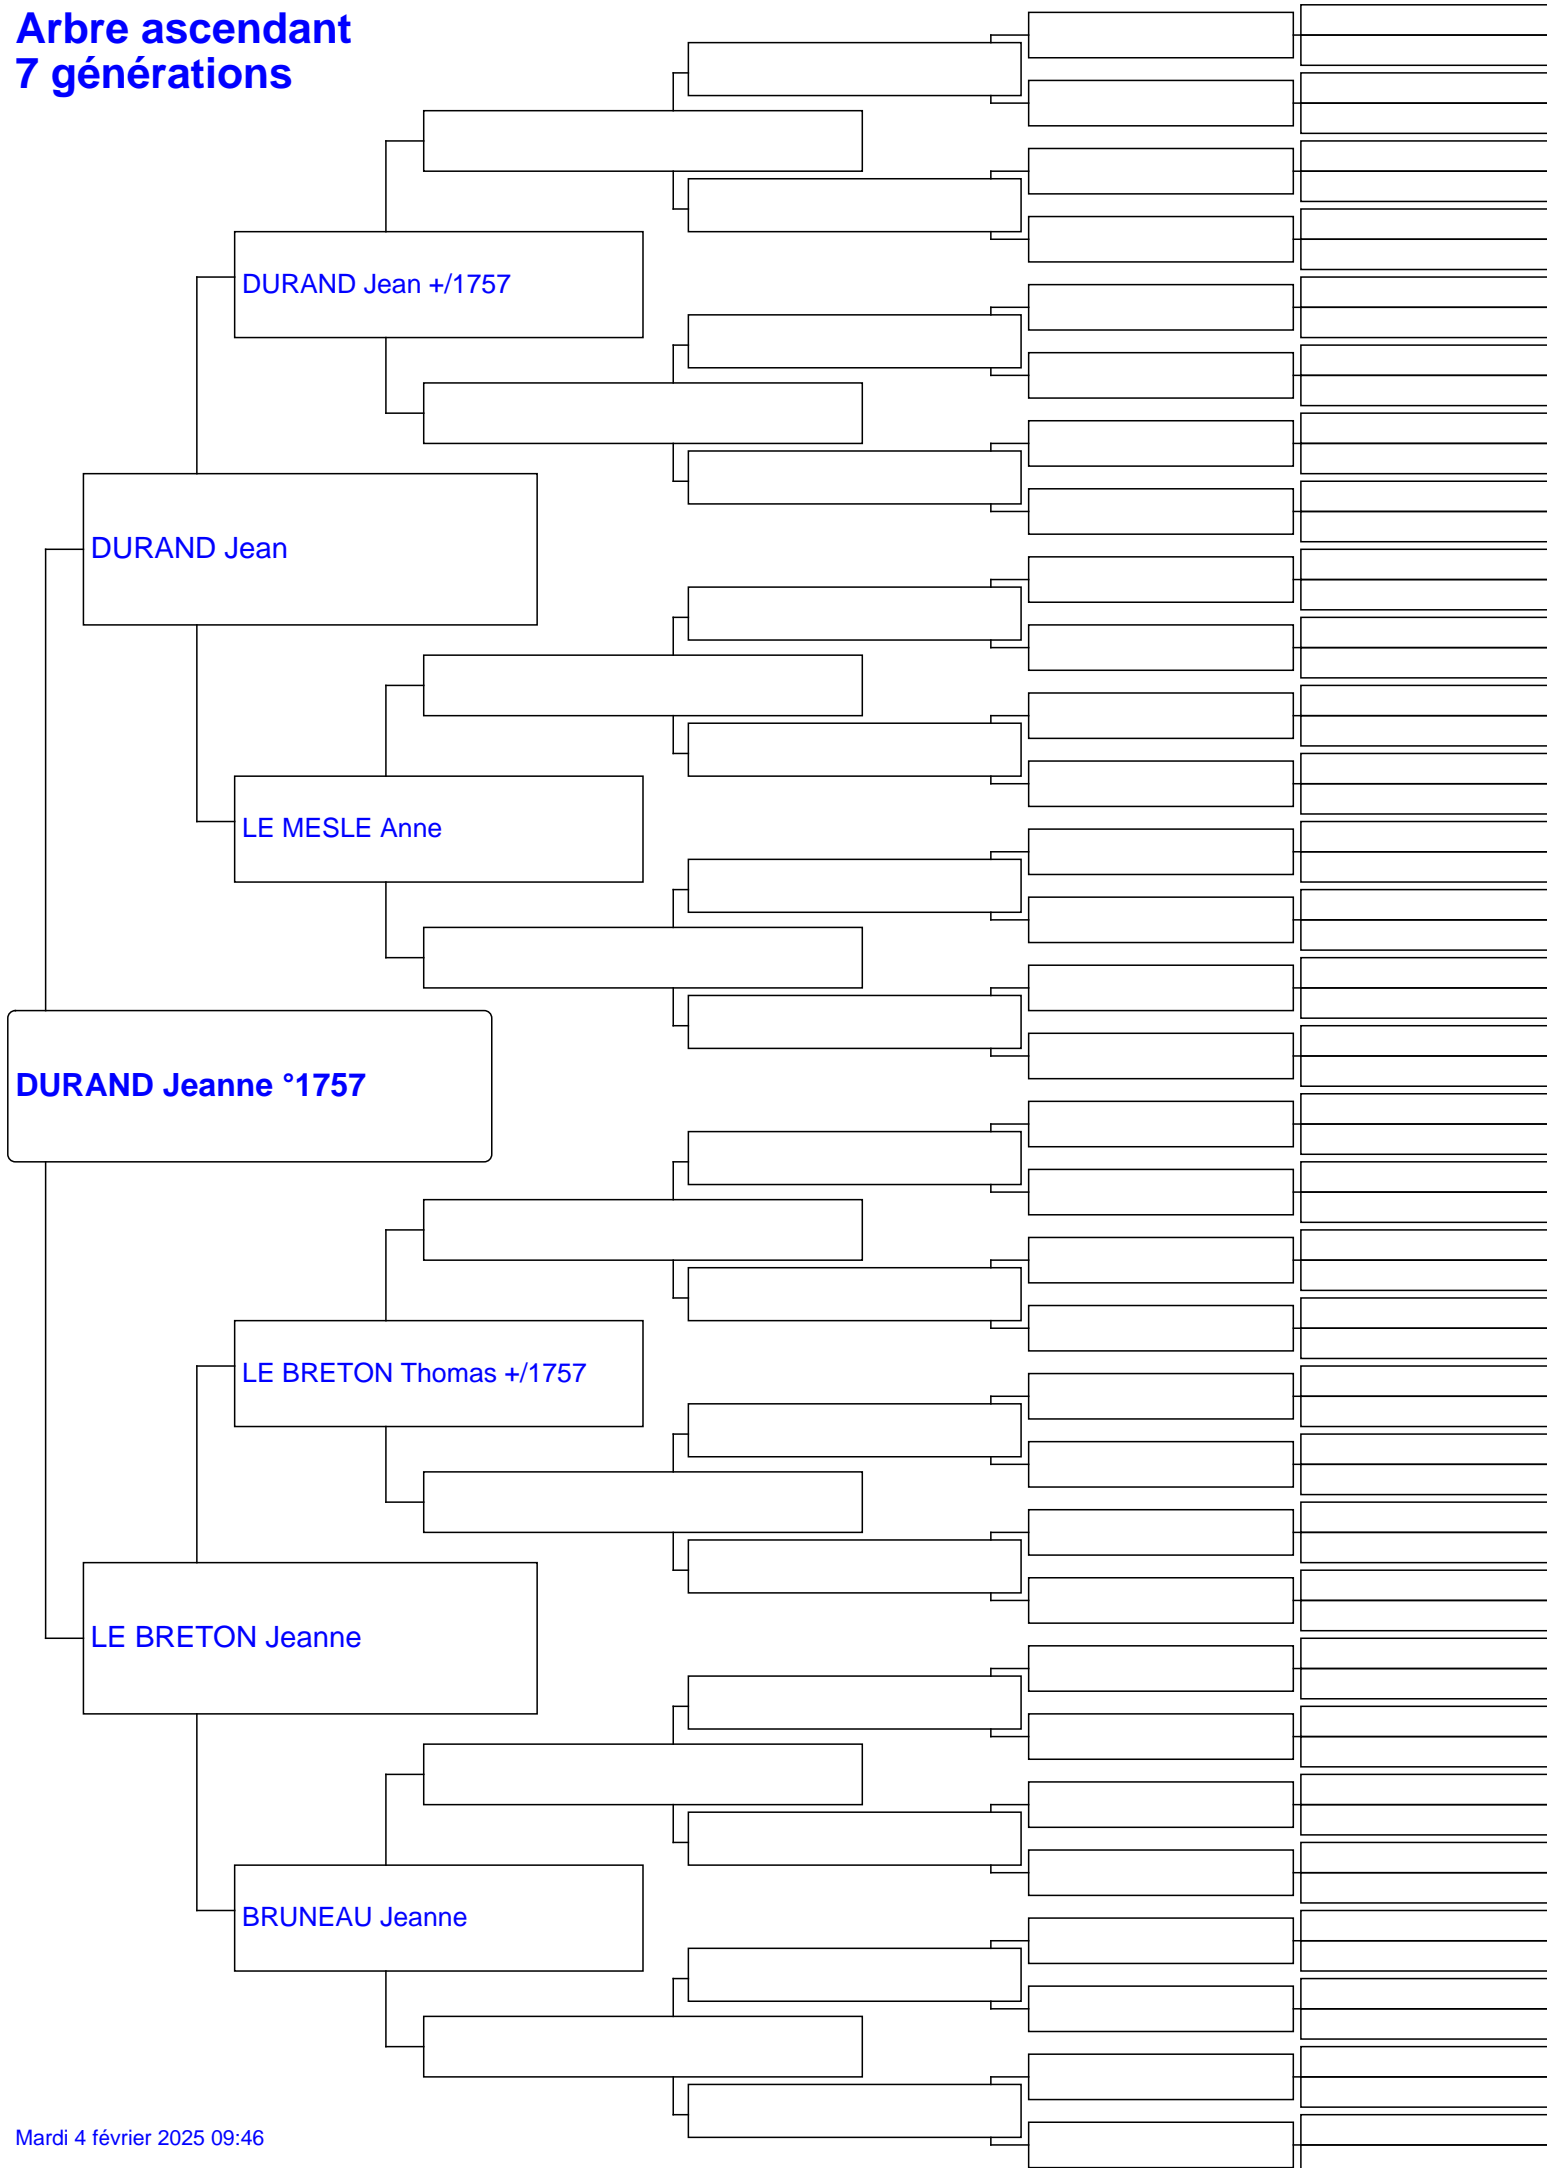 Arbre ascendant
7 générations
DURAND Jean +/1757
DURAND Jean
LE MESLE Anne
DURAND Jeanne °1757
LE BRETON Thomas +/1757
LE BRETON Jeanne
BRUNEAU Jeanne
Mardi 4 février 2025 09:46